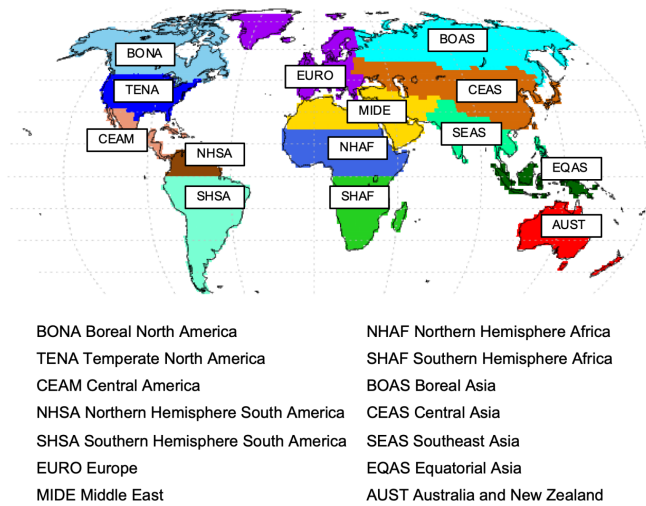 BONA
BOAS
EURO
TENA
CEAS
MIDE
SEAS
CEAM
NHAF
NHSA
EQAS
SHSA
SHAF
AUST
BONA Boreal North America
TENA Temperate North America
CEAM Central America
NHSA Northern Hemisphere South America
SHSA Southern Hemisphere South America
EURO Europe
MIDE Middle East
NHAF Northern Hemisphere Africa
SHAF Southern Hemisphere Africa
BOAS Boreal Asia
CEAS Central Asia
SEAS Southeast Asia
EQAS Equatorial Asia
AUST Australia and New Zealand